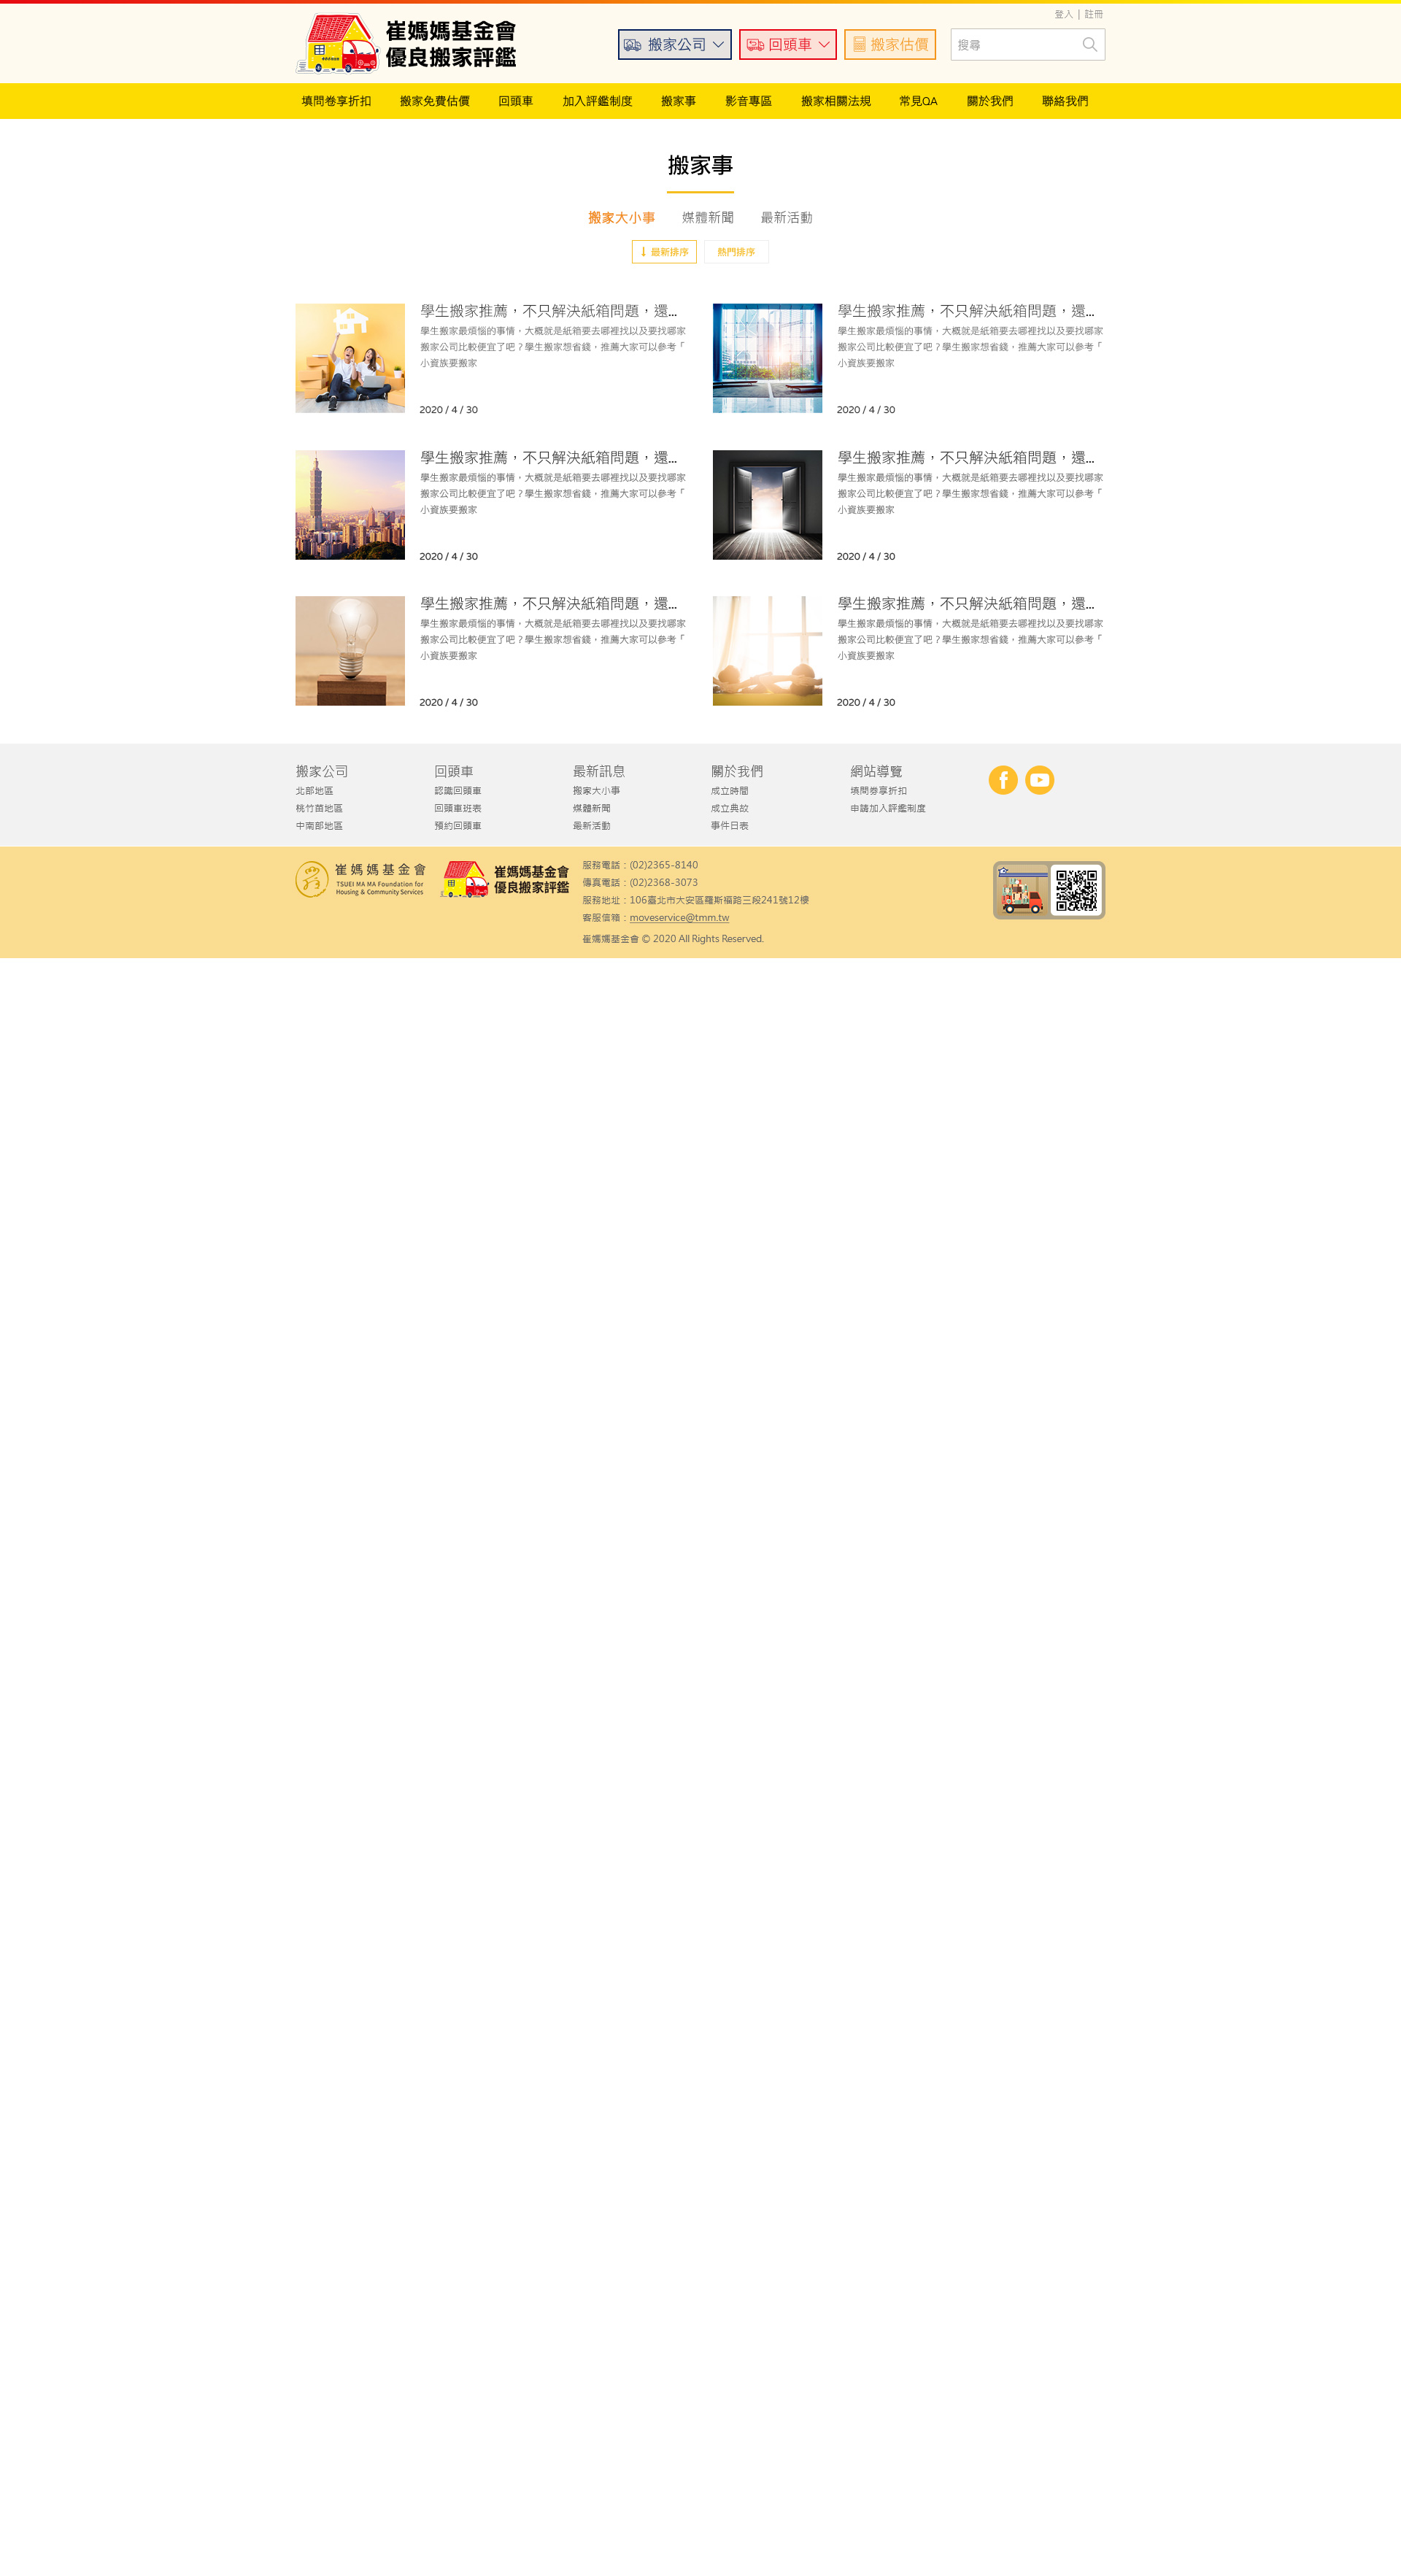 登入 | 註冊
崔媽媽基金會
優良搬家評鑑
搬家公司
回頭車
搬家估價
搜尋
填問卷享折扣 搬家免費估價 回頭車 加入評鑑制度 搬家事 影音專區 搬家相關法規 常見QA 關於我們 聯絡我們
搬家事
搬家大小事 媒體新聞 最新活動
最新排序 熱門排序
學生搬家推薦，不只解決紙箱問題，還...
學生搬家最煩惱的事情，大概就是紙箱要去哪裡找以及要找哪家
搬家公司比較便宜了吧？學生搬家想省錢，推薦大家可以參考「
小資族要搬家
2020 / 4 / 30
學生搬家推薦，不只解決紙箱問題，還...
學生搬家最煩惱的事情，大概就是紙箱要去哪裡找以及要找哪家
搬家公司比較便宜了吧？學生搬家想省錢，推薦大家可以參考「
小資族要搬家
2020 / 4 / 30
學生搬家推薦，不只解決紙箱問題，還...
學生搬家最煩惱的事情，大概就是紙箱要去哪裡找以及要找哪家
搬家公司比較便宜了吧？學生搬家想省錢，推薦大家可以參考「
小資族要搬家
2020 / 4 / 30
學生搬家推薦，不只解決紙箱問題，還...
學生搬家最煩惱的事情，大概就是紙箱要去哪裡找以及要找哪家
搬家公司比較便宜了吧？學生搬家想省錢，推薦大家可以參考「
小資族要搬家
2020 / 4 / 30
學生搬家推薦，不只解決紙箱問題，還...
學生搬家最煩惱的事情，大概就是紙箱要去哪裡找以及要找哪家
搬家公司比較便宜了吧？學生搬家想省錢，推薦大家可以參考「
小資族要搬家
2020 / 4 / 30
學生搬家推薦，不只解決紙箱問題，還...
學生搬家最煩惱的事情，大概就是紙箱要去哪裡找以及要找哪家
搬家公司比較便宜了吧？學生搬家想省錢，推薦大家可以參考「
小資族要搬家
2020 / 4 / 30
搬家公司
北部地區
桃竹苗地區
中南部地區
回頭車
認識回頭車
回頭車班表
預約回頭車
最新訊息
搬家大小事
媒體新聞
最新活動
關於我們
成立時間
成立典故
事件日表
網站導覽
填問券享折扣
申請加入評鑑制度
崔媽媽基金會
TSUEI MA MA Foundation for
Housing & Community Services
崔媽媽基金會
優良搬家評鑑
服務電話：(02)2365-8140
傳真電話：(02)2368-3073
服務地址：106臺北市大安區羅斯福路三段241號12樓
客服信箱：moveservice@tmm.tw
崔媽媽基金會 © 2020 All Rights Reserved.